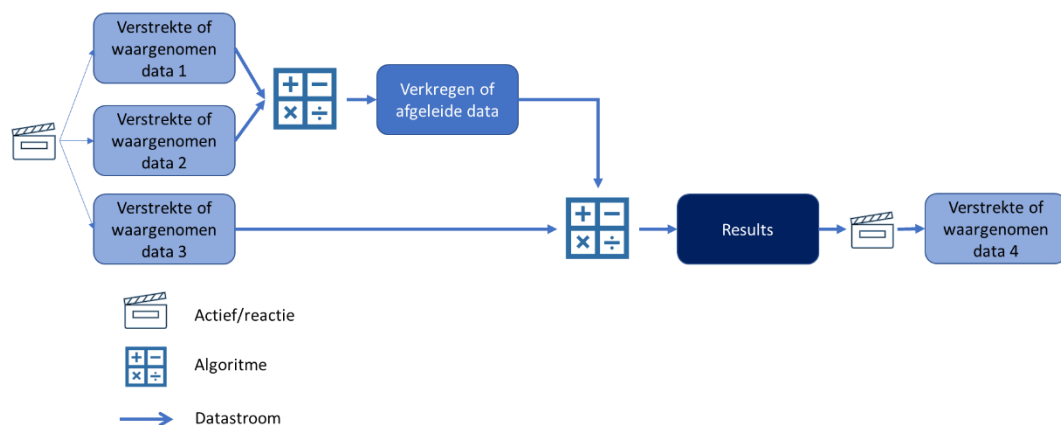 Verstrekte of
waargenomen
data 1
Verstrekte of
waargenomen
data 2
Verstrekte of
waargenomen
data 3
Verkregen of
afgeleide data
Results
Verstrekte of
waargenomen
data 4
Actief/reactie
Algoritme
Datastroom